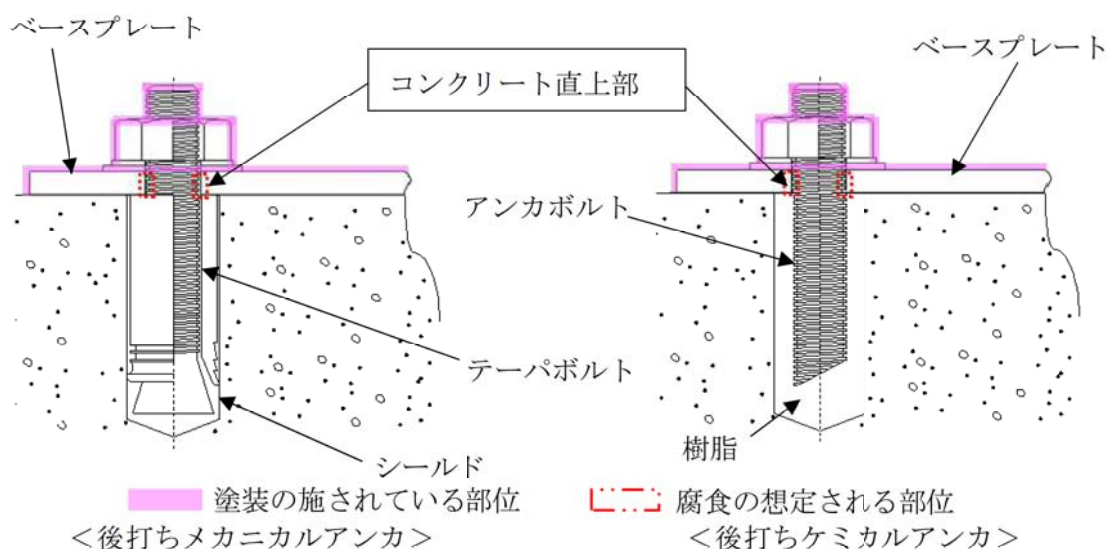 ベースプレート
コンクリート直上部
ベースプレート
アンカボルト
テーパボルト
樹脂
シールド
塗装の施されている部位
腐食の想定される部位
＜後打ちメカニカルアンカ＞
＜後打ちケミカルアンカ＞